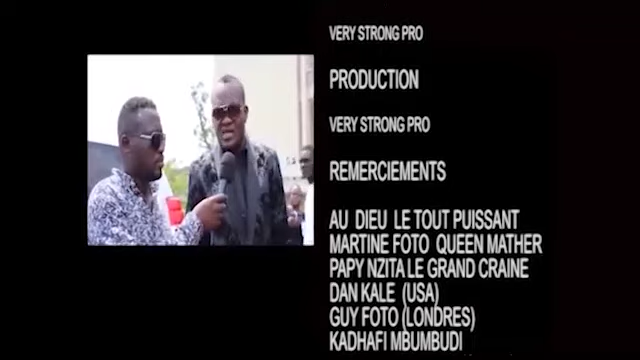 VERY STRONG PRO
PRODUCTION
VERY STRONG PRO
REMERCIEMENTS
AU DIEU LE TOUT PUISSANT
MARTINE FOTO QUEEN MATHER
PAPY NZITA LE GRAND CRAINE
DAN KALE (USA)
GUY FOTO (LONDRES)
KADHAFI MBUMBUDI